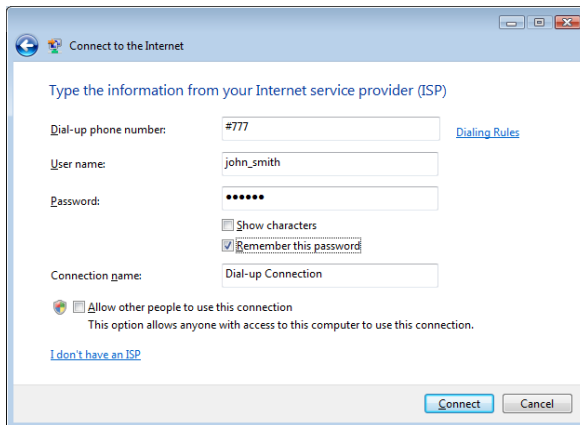 Connect to the Internet
Type the information from your Internet service provider (ISP)
Dial-up phone number: #777 Dialing Rules
User name: john_smith
Password: ••••••
Show characters
Remember this password
Connection name: Dial-up Connection
Allow other people to use this connection
This option allows anyone with access to this computer to use this connection.
I don't have an ISP
Connect Cancel